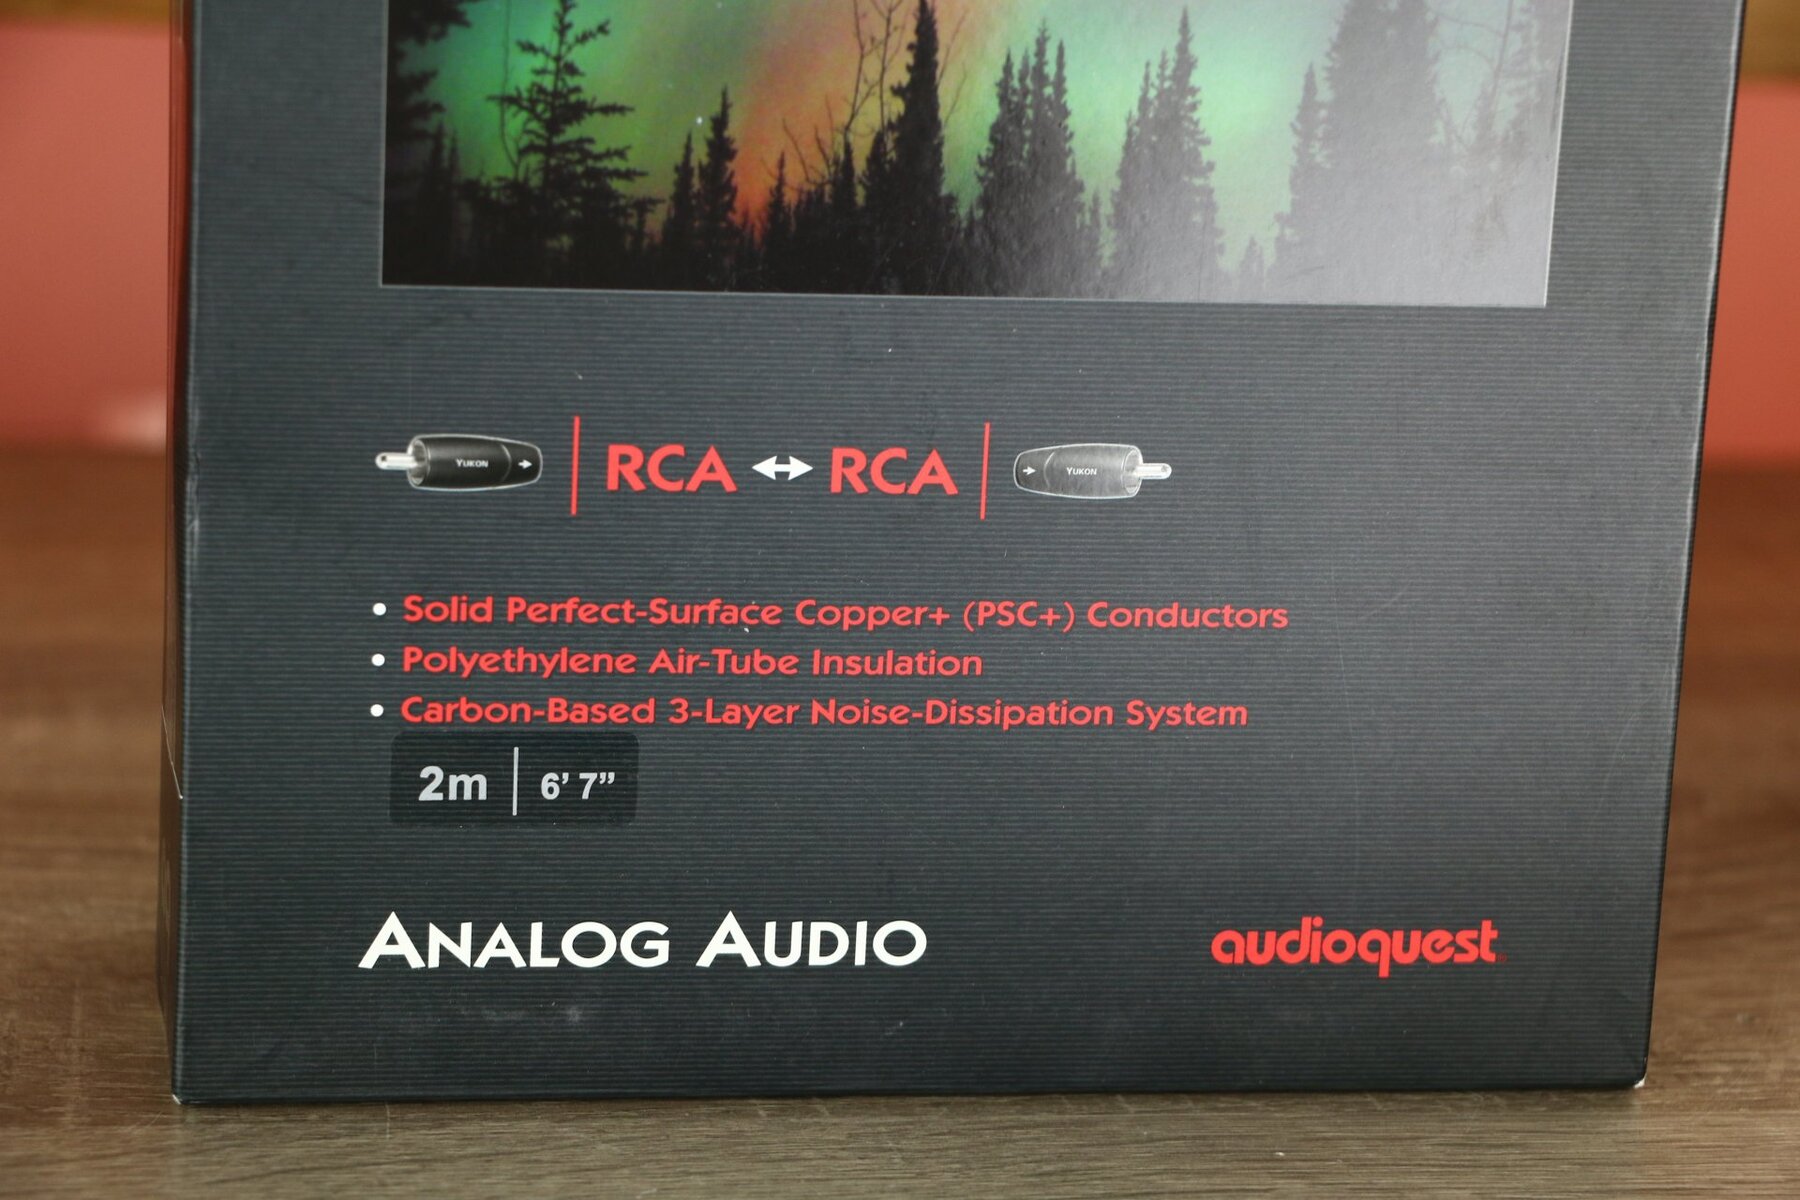 YUKON
RCA ↔ RCA
YUKON
• Solid Perfect-Surface Copper+ (PSC+) Conductors
• Polyethylene Air-Tube Insulation
• Carbon-Based 3-Layer Noise-Dissipation System
2m | 6’ 7”
ANALOG AUDIO
audioquest